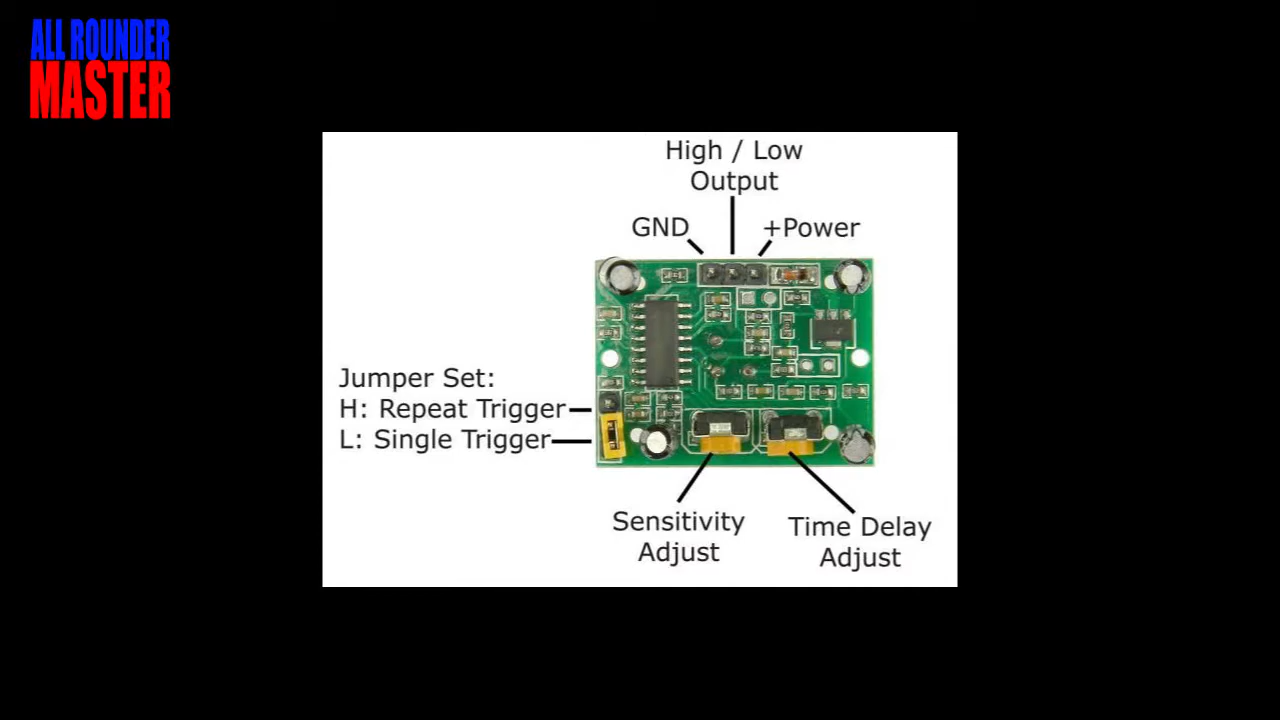 ALL ROUNDER
MASTER
High / Low
Output
GND
+Power
Jumper Set:
H: Repeat Trigger
L: Single Trigger
Sensitivity
Adjust
Time Delay
Adjust